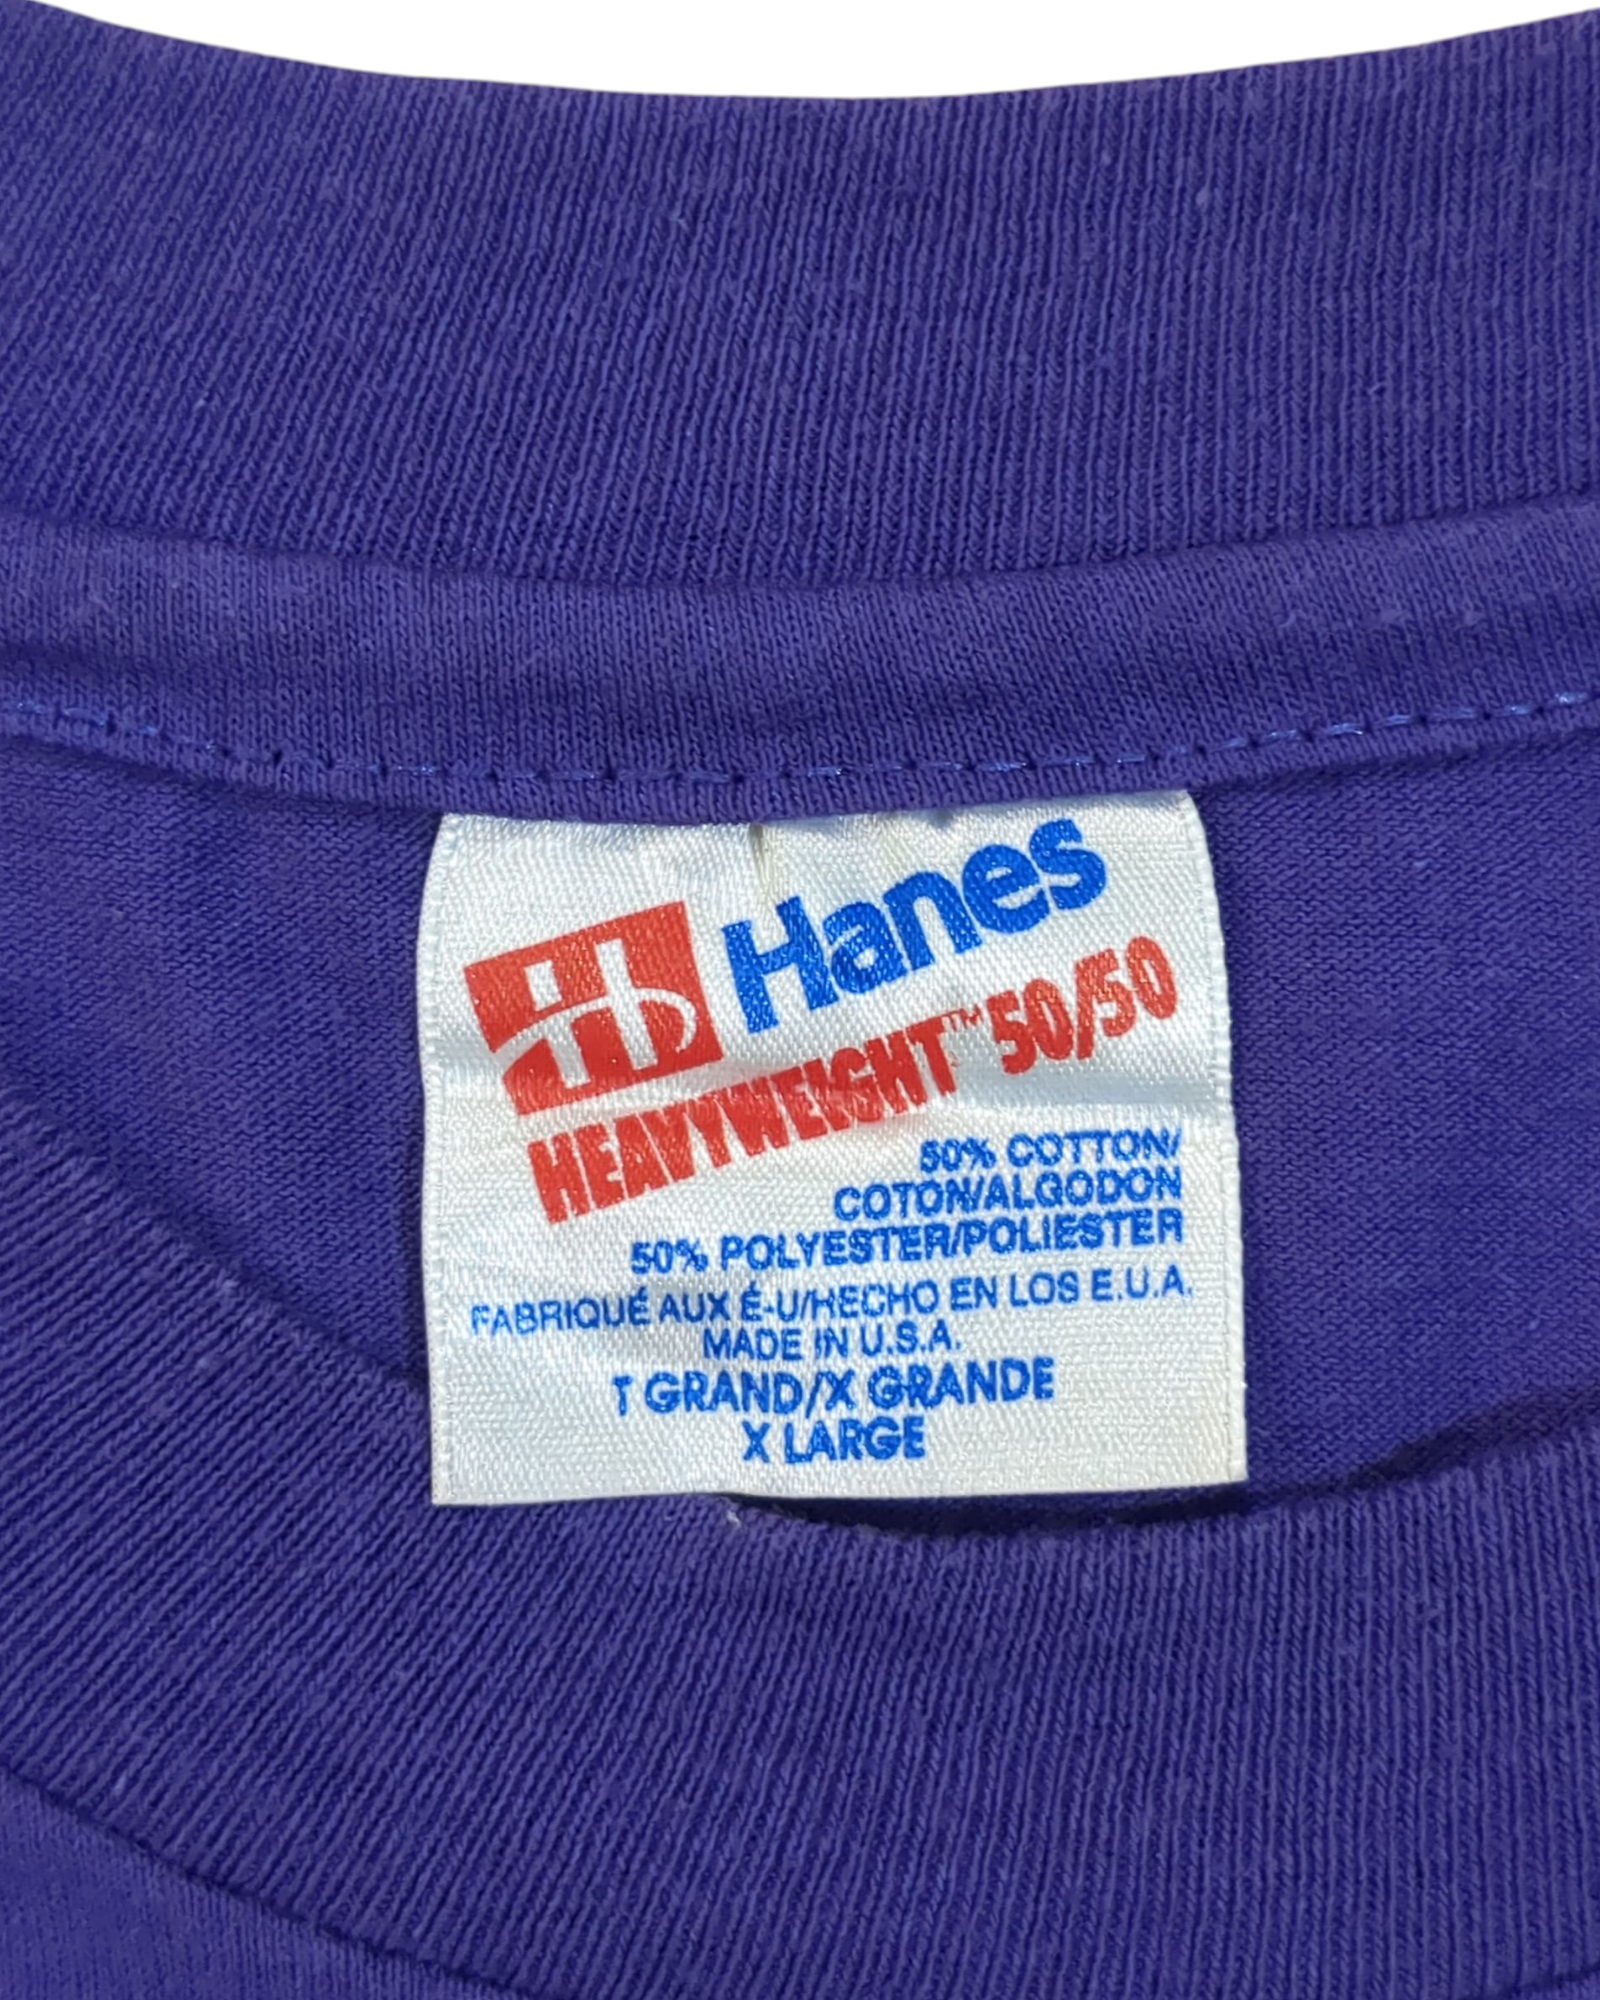 Hanes
HEAVYWEIGHT™ 50/50
50% COTTON/
COTON/ALGODON
50% POLYESTER/POLIESTER
FABRIQUÉ AUX É-U/HECHO EN LOS E.U.A.
MADE IN U.S.A.
T GRAND/X GRANDE
X LARGE